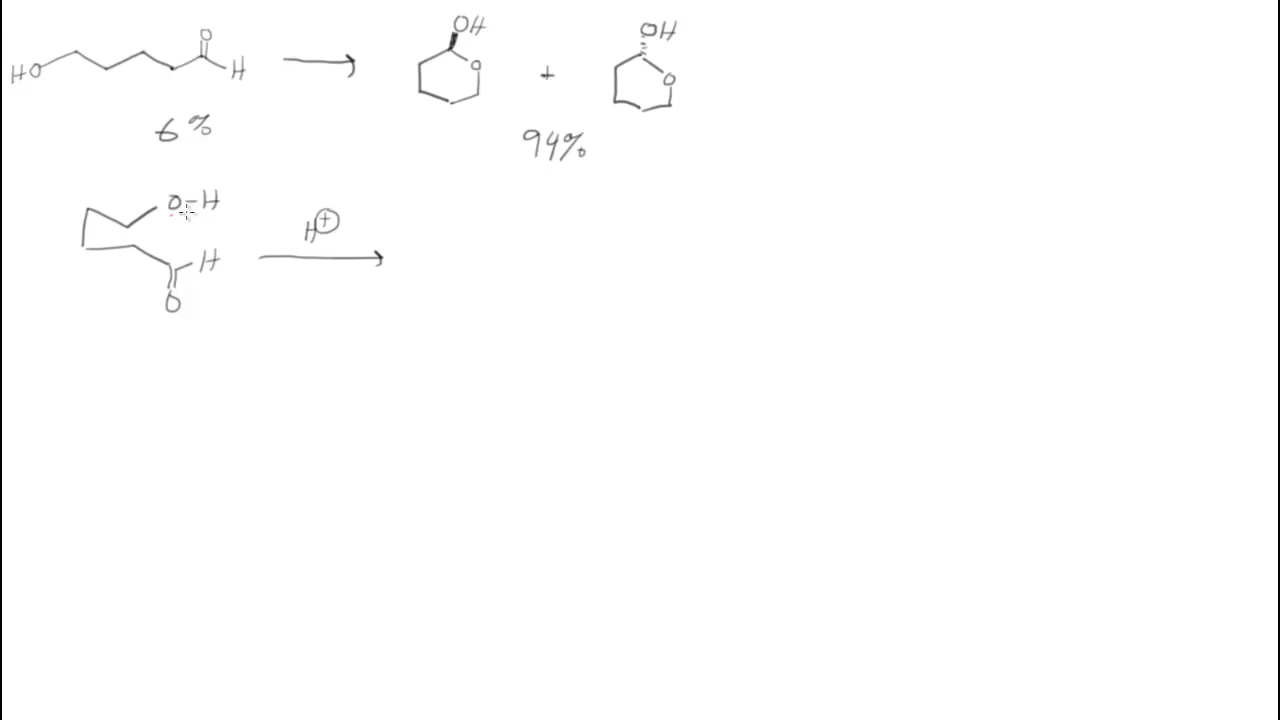 HO O H → OH O + OH O
6% 94%
O-H
H
O
H⊕ →